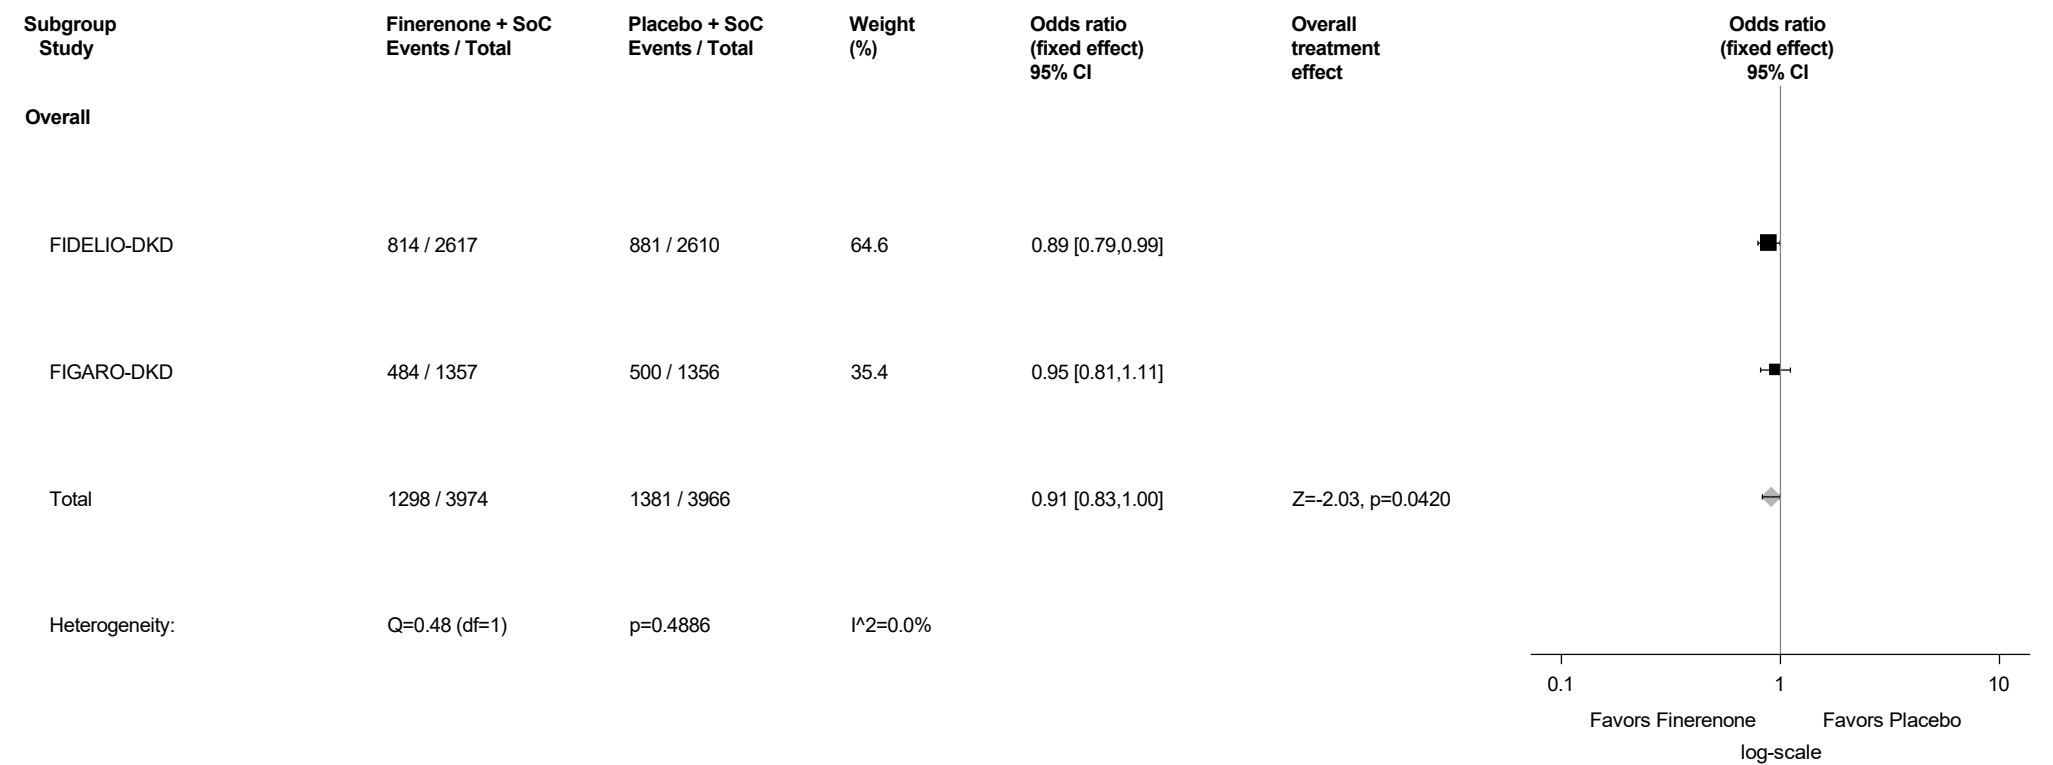 Subgroup Finerenone + SoC Placebo + SoC Weight Odds ratio Overall Odds ratio
Study Events / Total Events / Total (%) (fixed effect) treatment (fixed effect)
95% CI effect 95% CI
Overall
FIDELIO-DKD 814 / 2617 881 / 2610 64.6 0.89 [0.79,0.99]
FIGARO-DKD 484 / 1357 500 / 1356 35.4 0.95 [0.81,1.11]
Total 1298 / 3974 1381 / 3966 0.91 [0.83,1.00] Z=-2.03, p=0.0420
Heterogeneity: Q=0.48 (df=1) p=0.4886 I^2=0.0%
0.1 1 10
Favors Finerenone Favors Placebo
log-scale